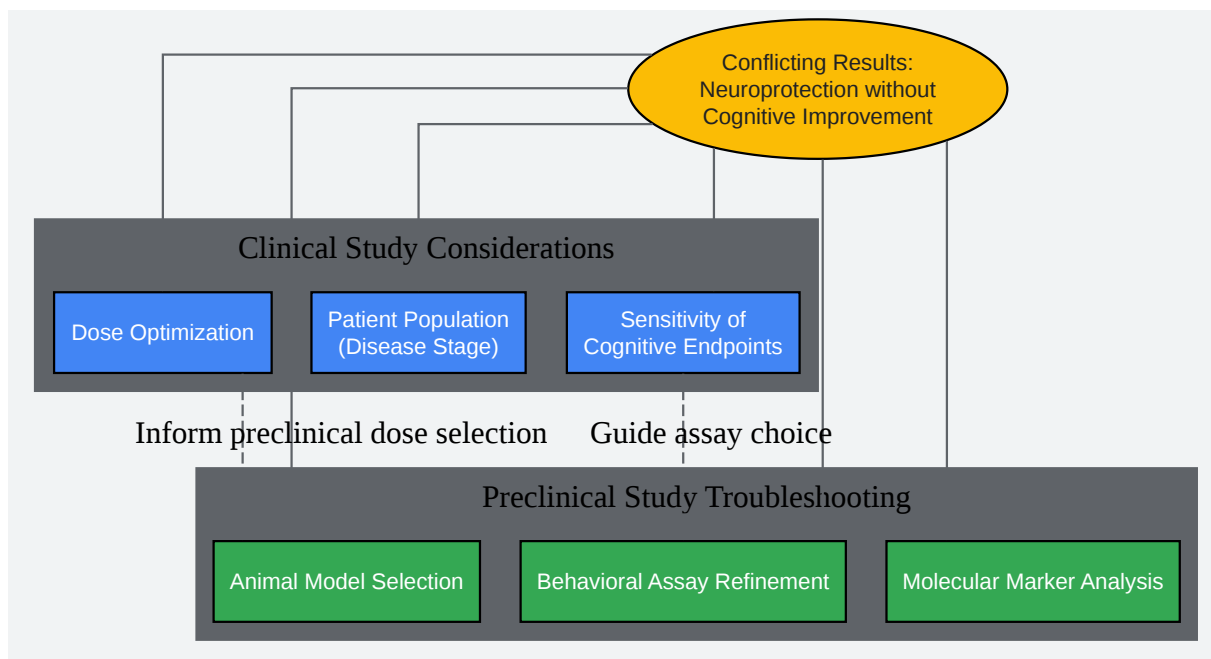 Conflicting Results:
Neuroprotection without
Cognitive Improvement
Clinical Study Considerations
Dose Optimization
Patient Population
(Disease Stage)
Sensitivity of
Cognitive Endpoints
Inform preclinical dose selection
Guide assay choice
Preclinical Study Troubleshooting
Animal Model Selection
Behavioral Assay Refinement
Molecular Marker Analysis